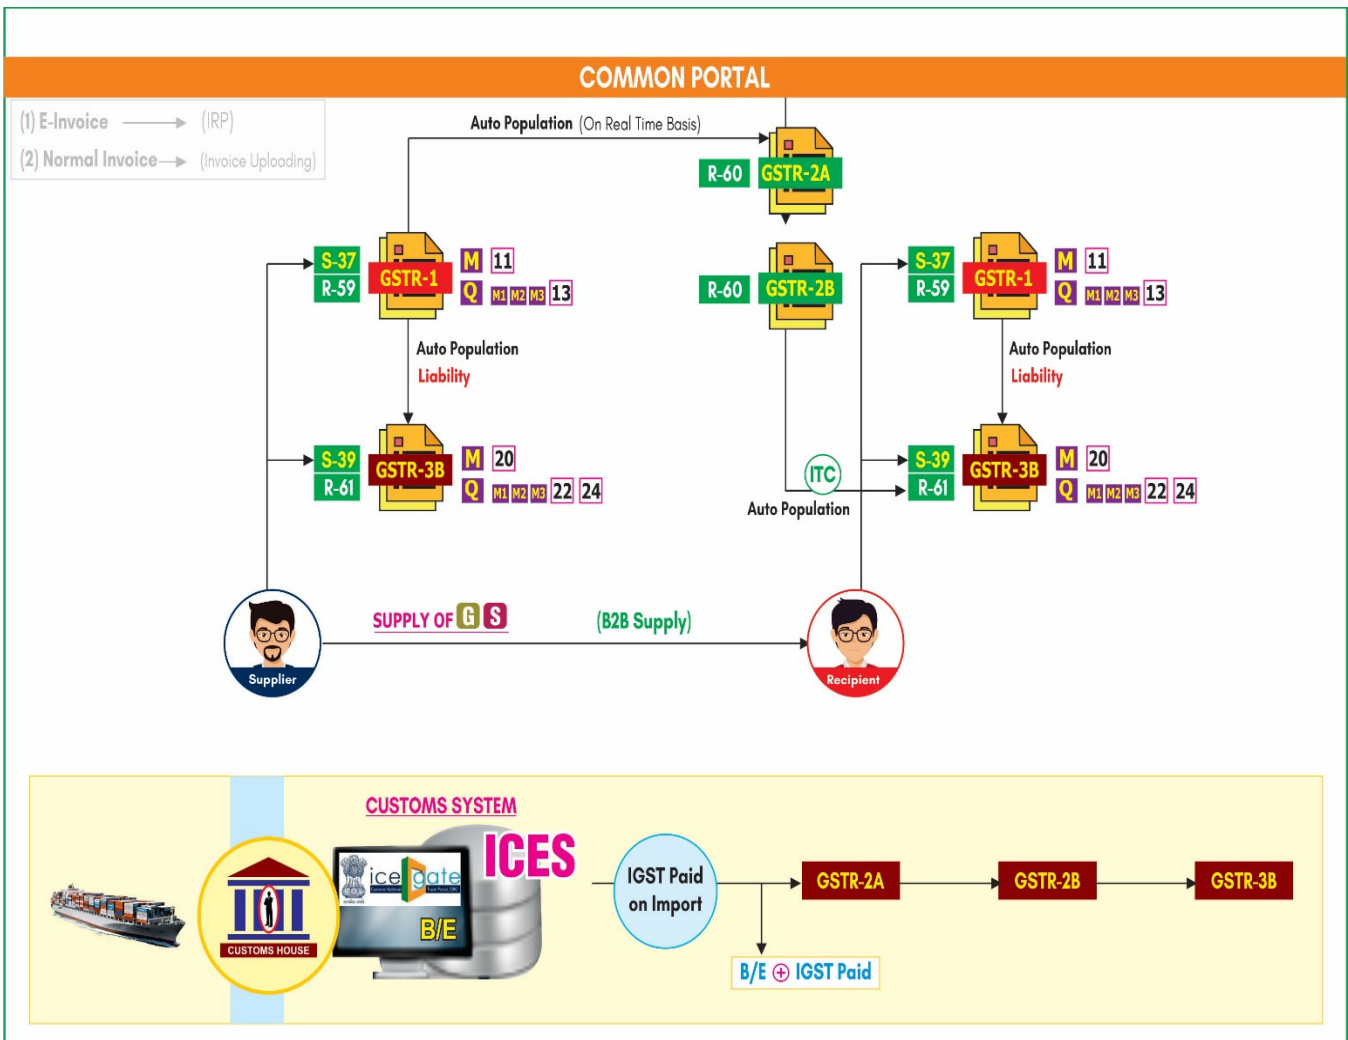 COMMON PORTAL
(1) E-Invoice (IRP)
(2) Normal Invoice (Invoice Uploading)
Auto Population (On Real Time Basis)
R-60 GSTR-2A
S-37
R-59
GSTR-1
M 11
Q M1 M2 M3 13
R-60 GSTR-2B
S-37
R-59
GSTR-1
M 11
Q M1 M2 M3 13
Auto Population
Liability
Auto Population
Liability
S-39
R-61
GSTR-3B
M 20
Q M1 M2 M3 22 24
ITC
Auto Population
S-39
R-61
GSTR-3B
M 20
Q M1 M2 M3 22 24
SUPPLY OF G S (B2B Supply)
Supplier
Recipient
CUSTOMS SYSTEM
ICES
icegate
B/E
CUSTOMS HOUSE
IGST Paid
on Import
GSTR-2A
GSTR-2B
GSTR-3B
B/E + IGST Paid